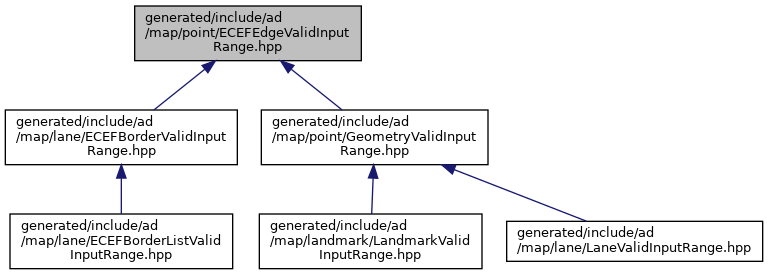 generated/include/ad
/map/point/ECEFEdgeValidInput
Range.hpp
generated/include/ad
/map/lane/ECEFBorderValidInput
Range.hpp
generated/include/ad
/map/point/GeometryValidInput
Range.hpp
generated/include/ad
/map/lane/ECEFBorderListValid
InputRange.hpp
generated/include/ad
/map/landmark/LandmarkValid
InputRange.hpp
generated/include/ad
/map/lane/LaneValidInputRange.hpp